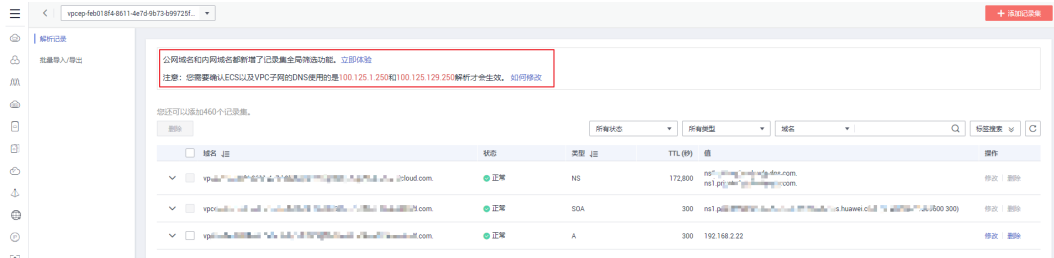 vpcep-feb018f4-8611-4e7d-9b73-b99725f...
+ 添加记录集
解析记录
批量导入/导出
公网域名和内网域名都新增了记录集全局筛选功能。立即体验
注意：您需要确认ECS以及VPC子网的DNS使用的是100.125.1.250和100.125.129.250解析才会生效。如何修改
您还可以添加460个记录集。
删除
所有状态 所有类型 域名 标签搜索
域名 状态 类型 TTL (秒) 值 操作
正常 NS 172,800 修改 删除
cloud.com. .com.
正常 SOA 300 ns1 huawei 600 300) 修改 删除
正常 A 300 192.168.2.22 修改 删除